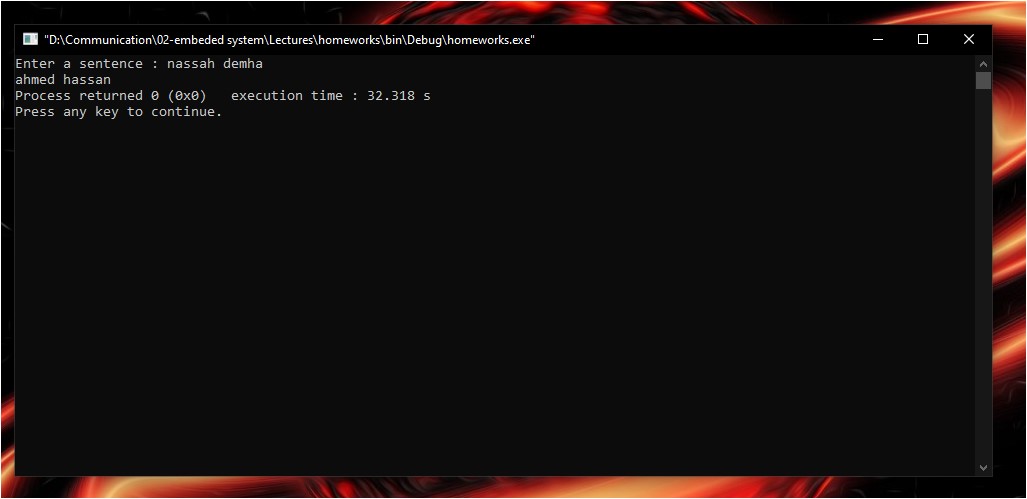 "D:\Communication\02-embeded system\Lectures\homeworks\bin\Debug\homeworks.exe"
Enter a sentence : nassah demha
ahmed hassan
Process returned 0 (0x0)   execution time : 32.318 s
Press any key to continue.